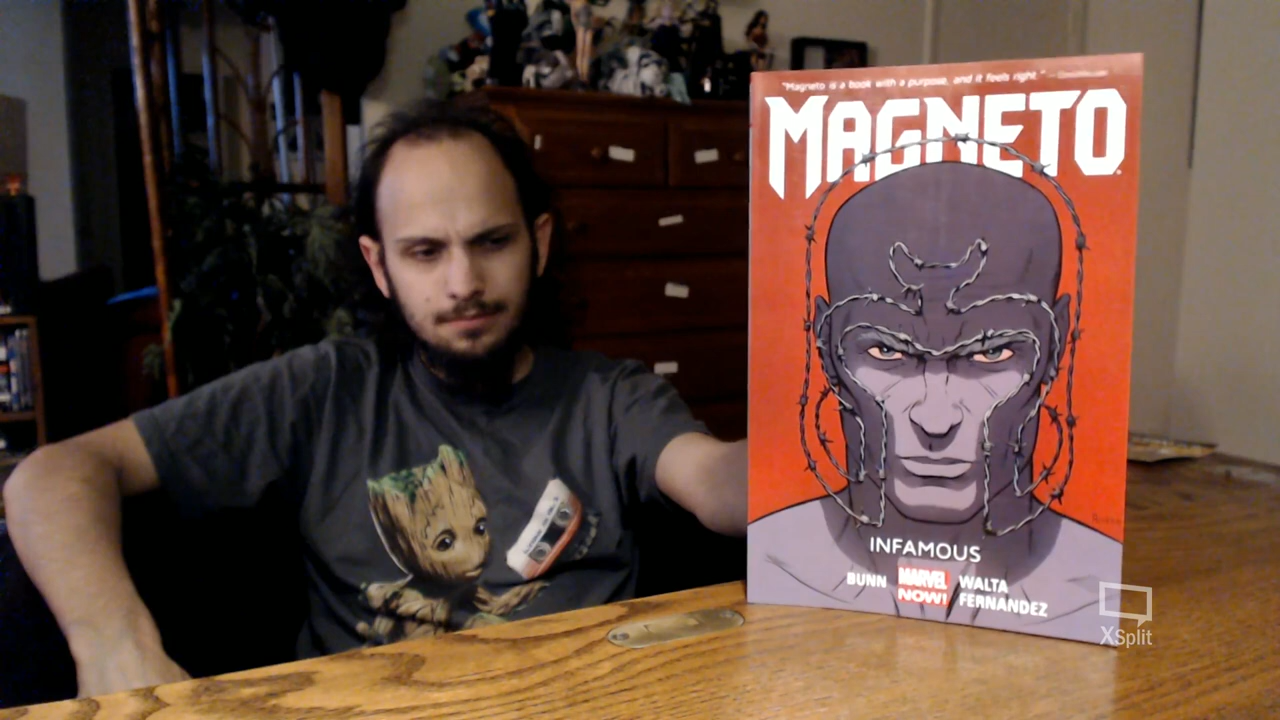 "Magneto is a book with a purpose, and it feels right."
MAGNETO
INFAMOUS
BUNN
MARVEL
NOW!
WALTA
FERNANDEZ
XSplit